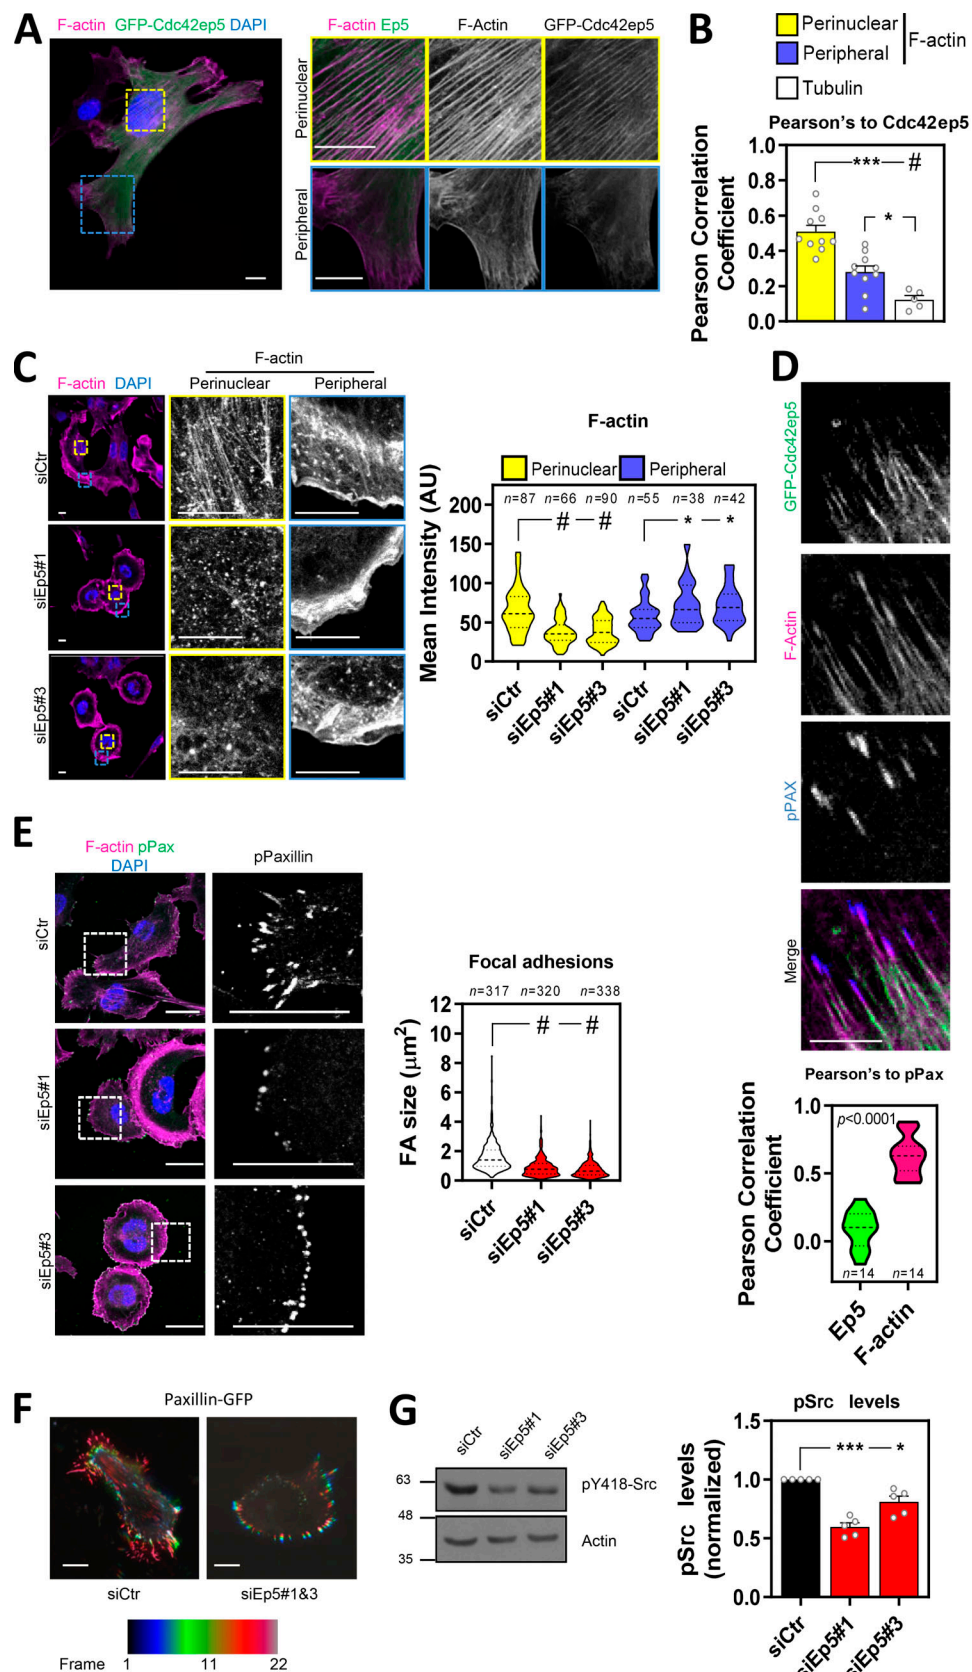 A
F-actin GFP-Cdc42ep5 DAPI
F-actin Ep5
F-Actin
GFP-Cdc42ep5
Perinuclear
Peripheral
B
Perinuclear
Peripheral
F-actin
Tubulin
Pearson's to Cdc42ep5
Pearson Correlation
Coefficient
1.0
0.8
0.6
0.4
0.2
0.0
*** #
*
C
F-actin DAPI
F-actin
Perinuclear
Peripheral
siCtr
siEp5#1
siEp5#3
F-actin
Perinuclear
Peripheral
Mean Intensity (AU)
200
150
100
50
0
n=87 n=66 n=90 n=55 n=38 n=42
# # * *
siCtr
siEp5#1
siEp5#3
siCtr
siEp5#1
siEp5#3
D
GFP-Cdc42ep5
F-Actin
pPAX
Merge
Pearson's to pPax
Pearson Correlation
Coefficient
1.0
0.5
0.0
p<0.0001
n=14 n=14
Ep5
F-actin
E
F-actin pPax
DAPI
pPaxillin
siCtr
siEp5#1
siEp5#3
Focal adhesions
n=317 n=320 n=338
FA size (μm2)
12
10
8
6
4
2
0
# #
siCtr
siEp5#1
siEp5#3
F
Paxillin-GFP
siCtr
siEp5#1&3
Frame 1 11 22
G
siCtr
siEp5#1
siEp5#3
63
48
35
pY418-Src
Actin
pSrc levels
pSrc levels
(normalized)
1.5
1.0
0.5
0.0
*** *
siCtr
siEp5#1
siEp5#3